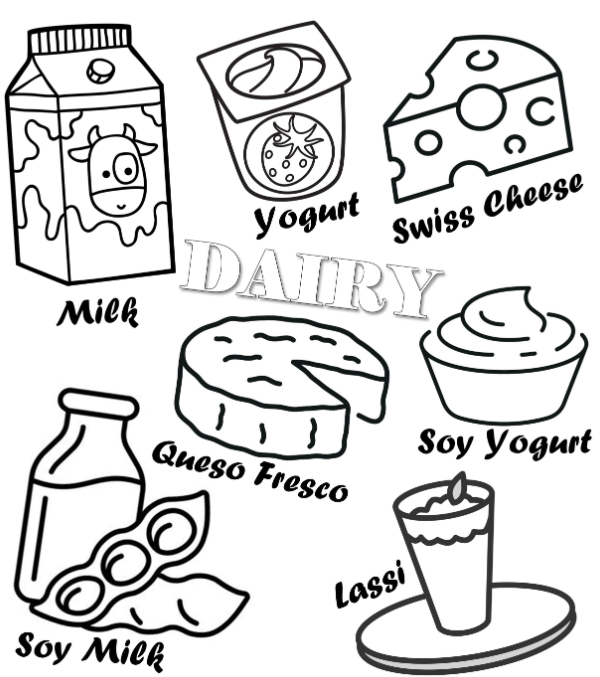 Yogurt
Swiss Cheese
DAIRY
Milk
Queso Fresco
Soy Yogurt
Lassi
Soy Milk